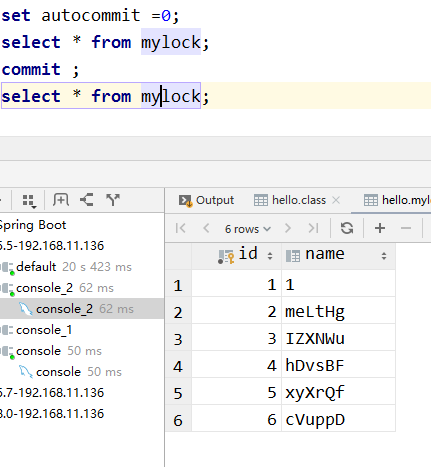 set autocommit =0;
select * from mylock;
commit ;
select * from mylock;
Output hello.class hello.myl
Spring Boot
5.5-192.168.11.136
default 20 s 423 ms
console_2 62 ms
console_2 62 ms
console_1
console 50 ms
console 50 ms
5.7-192.168.11.136
8.0-192.168.11.136
6 rows
id name
1 1 1
2 2 meLtHg
3 3 IZXNWu
4 4 hDvsBF
5 5 xyXrQf
6 6 cVuppD